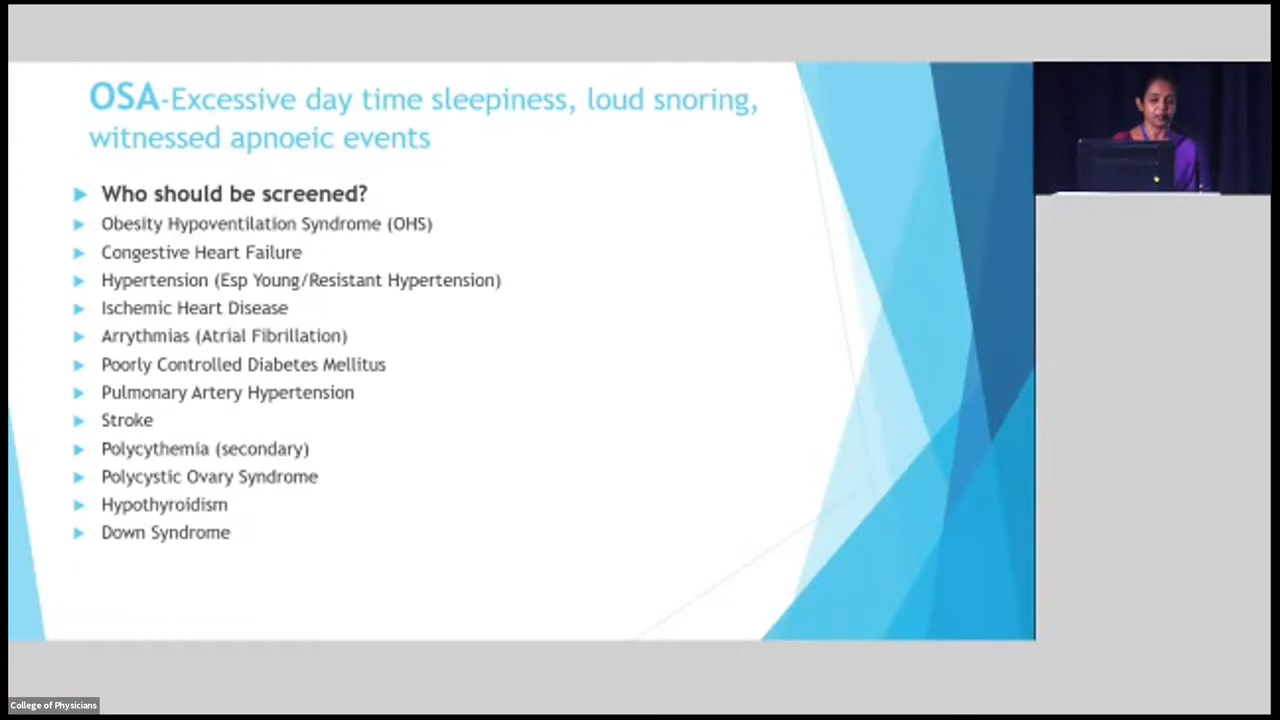 OSA-Excessive day time sleepiness, loud snoring,
witnessed apnoeic events
Who should be screened?
Obesity Hypoventilation Syndrome (OHS)
Congestive Heart Failure
Hypertension (Esp Young/Resistant Hypertension)
Ischemic Heart Disease
Arrythmias (Atrial Fibrillation)
Poorly Controlled Diabetes Mellitus
Pulmonary Artery Hypertension
Stroke
Polycythemia (secondary)
Polycystic Ovary Syndrome
Hypothyroidism
Down Syndrome
College of Physicians